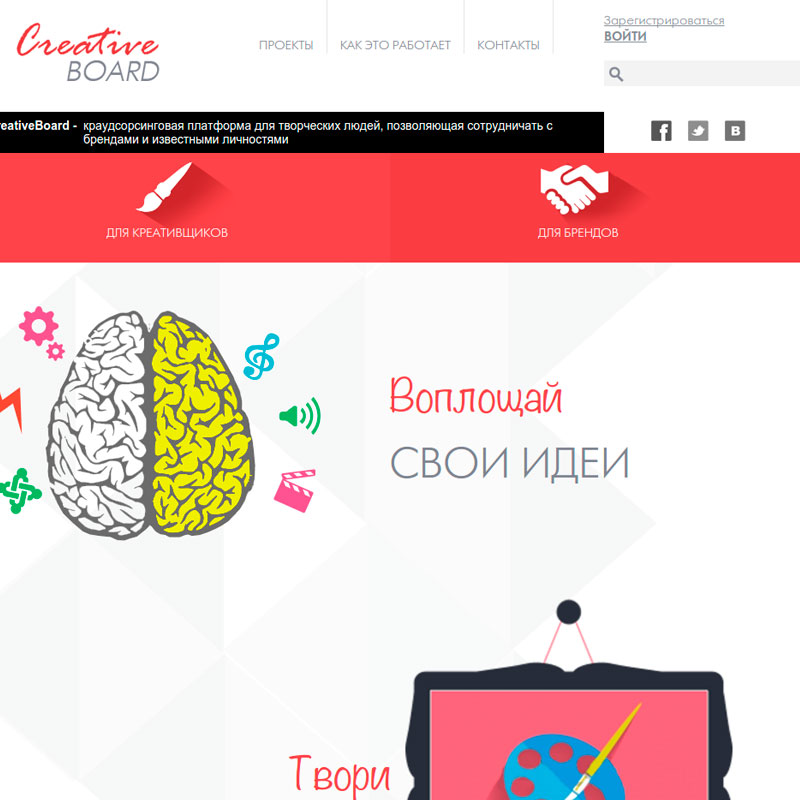 Creative
BOARD
ПРОЕКТЫ
КАК ЭТО РАБОТАЕТ
КОНТАКТЫ
Зарегистрироваться
ВОЙТИ
reativeBoard - краудсорсинговая платформа для творческих людей, позволяющая сотрудничать с
брендами и известными личностями
ДЛЯ КРЕАТИВЩИКОВ
ДЛЯ БРЕНДОВ
Воплощай
СВОИ ИДЕИ
Твори